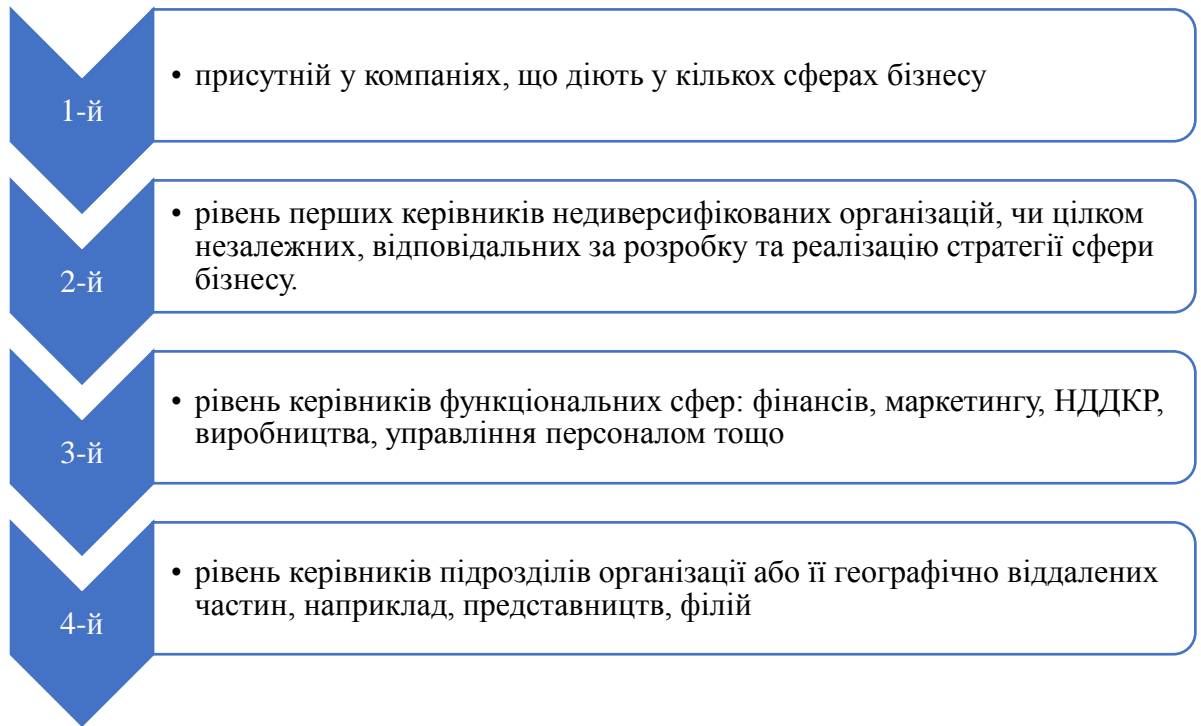 1-й
• присутній у компаніях, що діють у кількох сферах бізнесу
2-й
• рівень перших керівників недиверсифікованих організацій, чи цілком
незалежних, відповідальних за розробку та реалізацію стратегії сфери
бізнесу.
3-й
• рівень керівників функціональних сфер: фінансів, маркетингу, НДДКР,
виробництва, управління персоналом тощо
4-й
• рівень керівників підрозділів організації або її географічно віддалених
частин, наприклад, представництв, філій